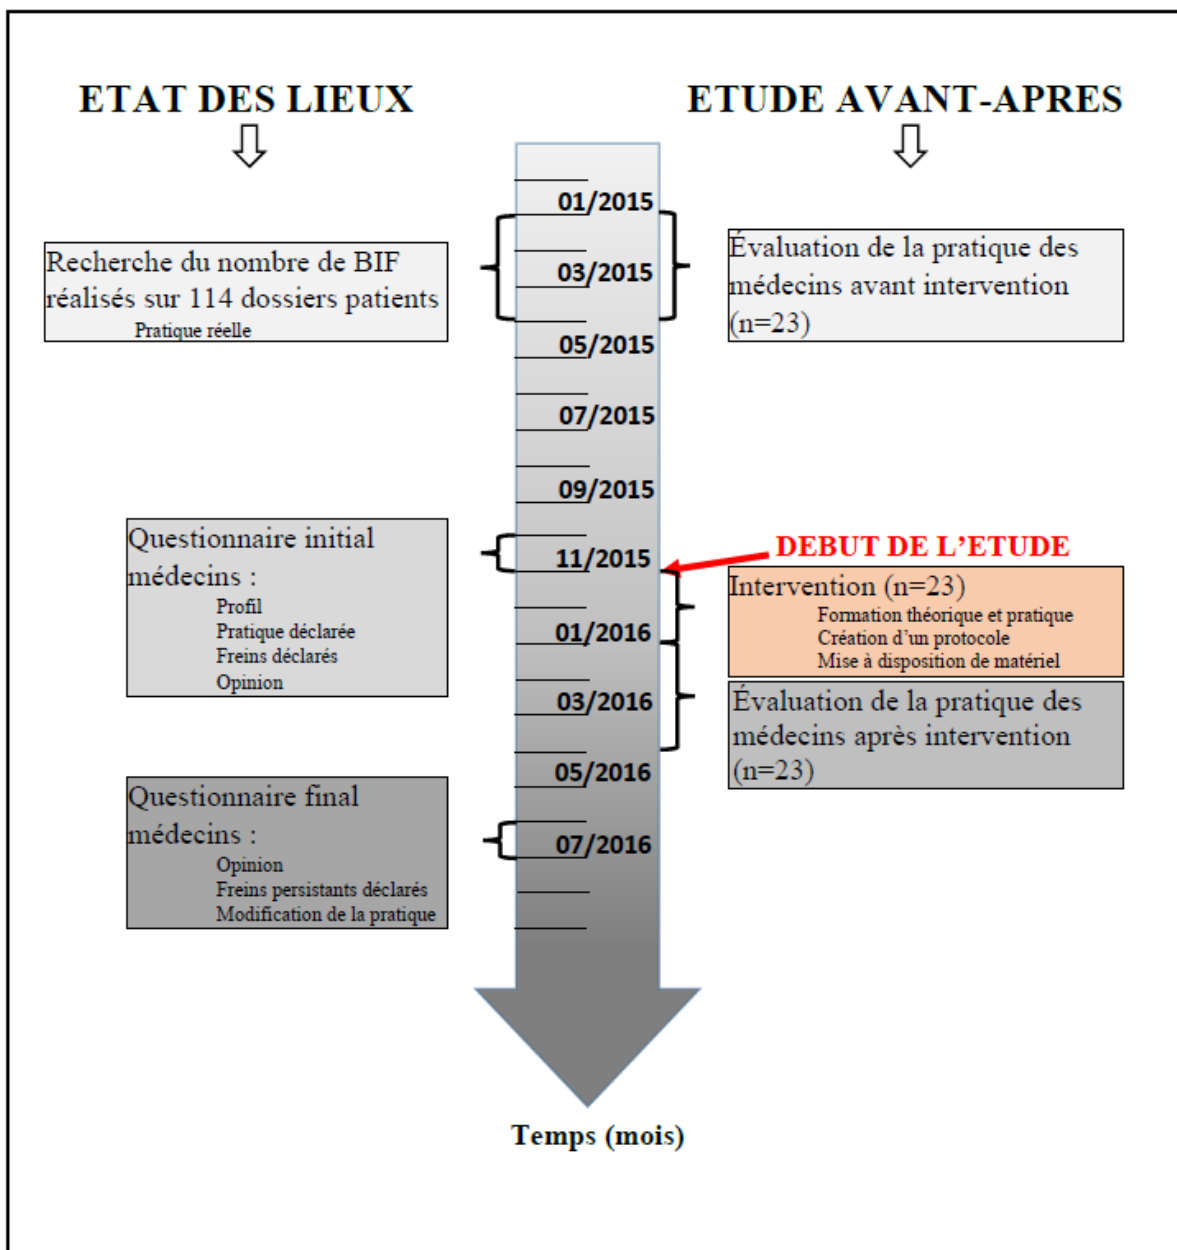 ETAT DES LIEUX
ETUDE AVANT-APRES
01/2015
03/2015
05/2015
07/2015
09/2015
11/2015
01/2016
03/2016
05/2016
07/2016
Recherche du nombre de BIF
réalisés sur 114 dossiers patients
Pratique réelle
Évaluation de la pratique des
médecins avant intervention
(n=23)
Questionnaire initial
médecins :
Profil
Pratique déclarée
Freins déclarés
Opinion
DEBUT DE L’ETUDE
Intervention (n=23)
Formation théorique et pratique
Création d’un protocole
Mise à disposition de matériel
Évaluation de la pratique des
médecins après intervention
(n=23)
Questionnaire final
médecins :
Opinion
Freins persistants déclarés
Modification de la pratique
Temps (mois)